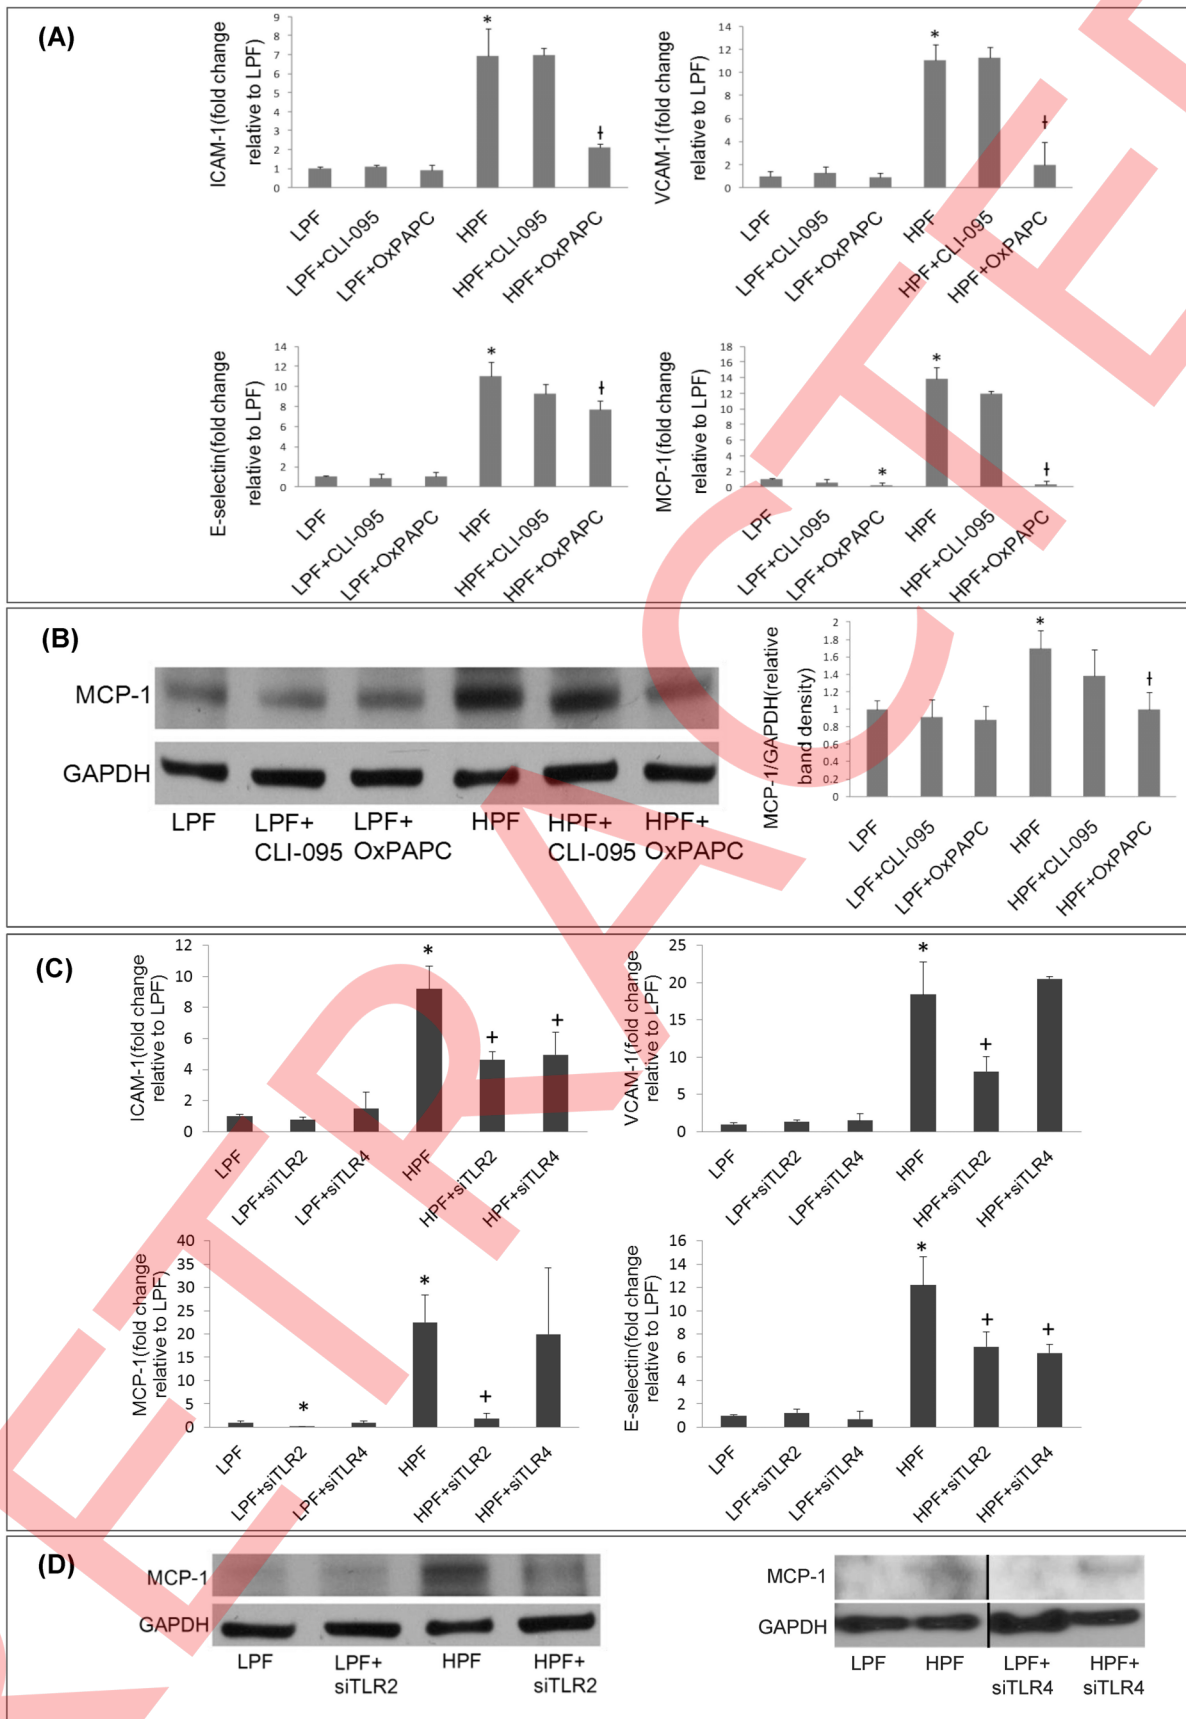 (A)
ICAM-1(fold change
relative to LPF)
9
8
7
6
5
4
3
2
1
0
*
ƚ
LPF
LPF+CLI-095
LPF+OxPAPC
HPF
HPF+CLI-095
HPF+OxPAPC
VCAM-1(fold change
relative to LPF)
14
12
10
8
6
4
2
0
*
ƚ
LPF
LPF+CLI-095
LPF+OxPAPC
HPF
HPF+CLI-095
HPF+OxPAPC
E-selectin(fold change
relative to LPF)
14
12
10
8
6
4
2
0
*
ƚ
LPF
LPF+CLI-095
LPF+OxPAPC
HPF
HPF+CLI-095
HPF+OxPAPC
MCP-1(fold change
relative to LPF)
18
16
14
12
10
8
6
4
2
0
*
*
ƚ
LPF
LPF+CLI-095
LPF+OxPAPC
HPF
HPF+CLI-095
HPF+OxPAPC
(B)
MCP-1
GAPDH
LPF
LPF+
CLI-095
LPF+
OxPAPC
HPF
HPF+
CLI-095
HPF+
OxPAPC
MCP-1/GAPDH(relative
band density)
2
1.8
1.6
1.4
1.2
1
0.8
0.6
0.4
0.2
0
*
ƚ
LPF
LPF+CLI-095
LPF+OxPAPC
HPF
HPF+CLI-095
HPF+OxPAPC
(C)
ICAM-1(fold change
relative to LPF)
12
10
8
6
4
2
0
*
+
+
LPF
LPF+siTLR2
LPF+siTLR4
HPF
HPF+siTLR2
HPF+siTLR4
VCAM-1(fold change
relative to LPF)
25
20
15
10
5
0
*
+
LPF
LPF+siTLR2
LPF+siTLR4
HPF
HPF+siTLR2
HPF+siTLR4
MCP-1(fold change
relative to LPF)
40
35
30
25
20
15
10
5
0
*
*
+
LPF
LPF+siTLR2
LPF+siTLR4
HPF
HPF+siTLR2
HPF+siTLR4
E-selectin(fold change
relative to LPF)
16
14
12
10
8
6
4
2
0
*
+
+
LPF
LPF+siTLR2
LPF+siTLR4
HPF
HPF+siTLR2
HPF+siTLR4
(D)
MCP-1
GAPDH
LPF
LPF+
siTLR2
HPF
HPF+
siTLR2
MCP-1
GAPDH
LPF
HPF
LPF+
siTLR4
HPF+
siTLR4
RETRACTED